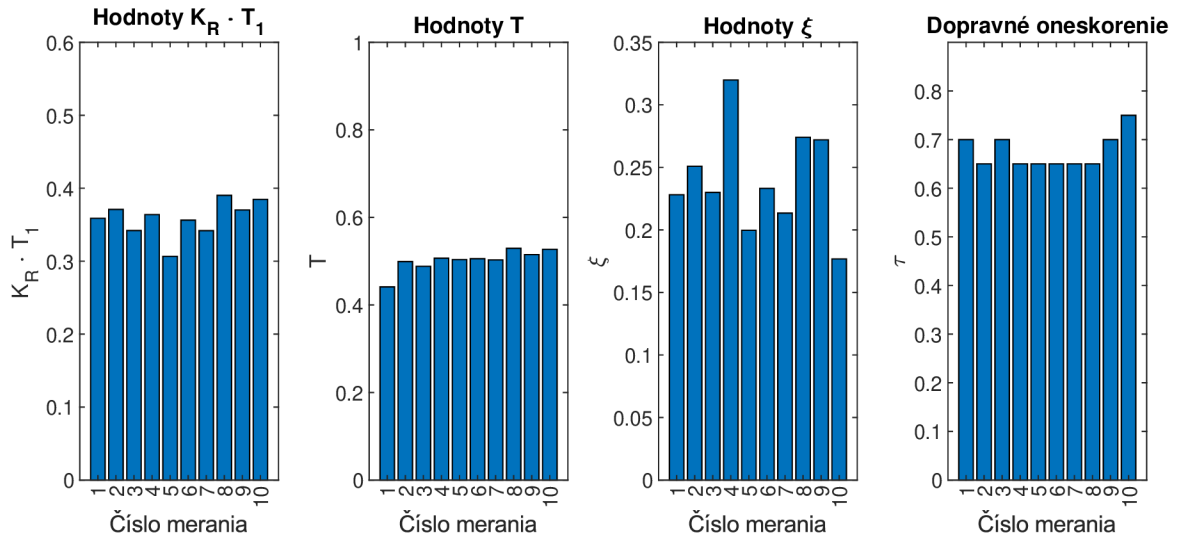 Hodnoty K_R · T_1
0.6
0.5
0.4
0.3
0.2
0.1
0
K_R · T_1
1 2 3 4 5 6 7 8 9 10
Číslo merania
Hodnoty T
1
0.8
0.6
0.4
0.2
0
T
1 2 3 4 5 6 7 8 9 10
Číslo merania
Hodnoty ξ
0.35
0.3
0.25
0.2
0.15
0.1
0.05
0
ξ
1 2 3 4 5 6 7 8 9 10
Číslo merania
Dopravné oneskorenie
0.8
0.7
0.6
0.5
0.4
0.3
0.2
0.1
0
τ
1 2 3 4 5 6 7 8 9 10
Číslo merania